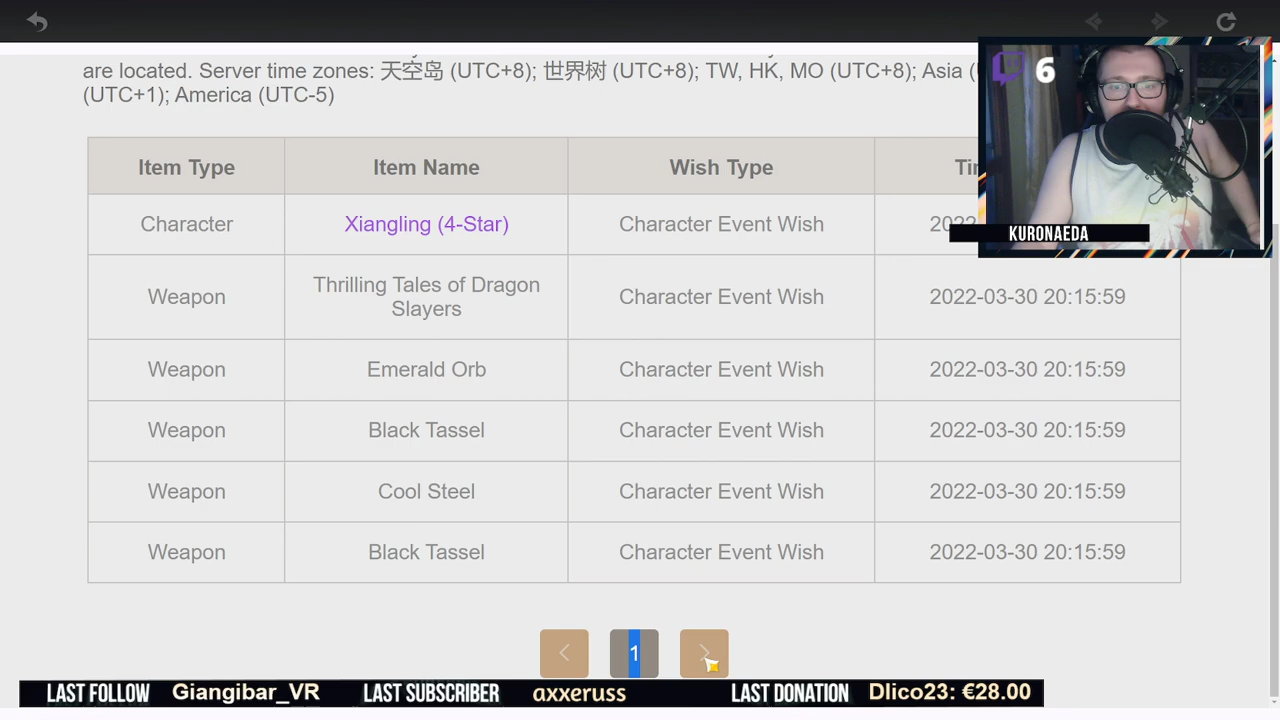 are located. Server time zones: 天空岛 (UTC+8); 世界树 (UTC+8); TW, HK, MO (UTC+8); Asia
(UTC+1); America (UTC-5)
6
Item Type Item Name Wish Type
Character Xiangling (4-Star) Character Event Wish
KURONAEDA
Weapon Thrilling Tales of Dragon Slayers Character Event Wish 2022-03-30 20:15:59
Weapon Emerald Orb Character Event Wish 2022-03-30 20:15:59
Weapon Black Tassel Character Event Wish 2022-03-30 20:15:59
Weapon Cool Steel Character Event Wish 2022-03-30 20:15:59
Weapon Black Tassel Character Event Wish 2022-03-30 20:15:59
1
LAST FOLLOW Giangibar_VR LAST SUBSCRIBER axxeruss LAST DONATION Dlico23: €28.00